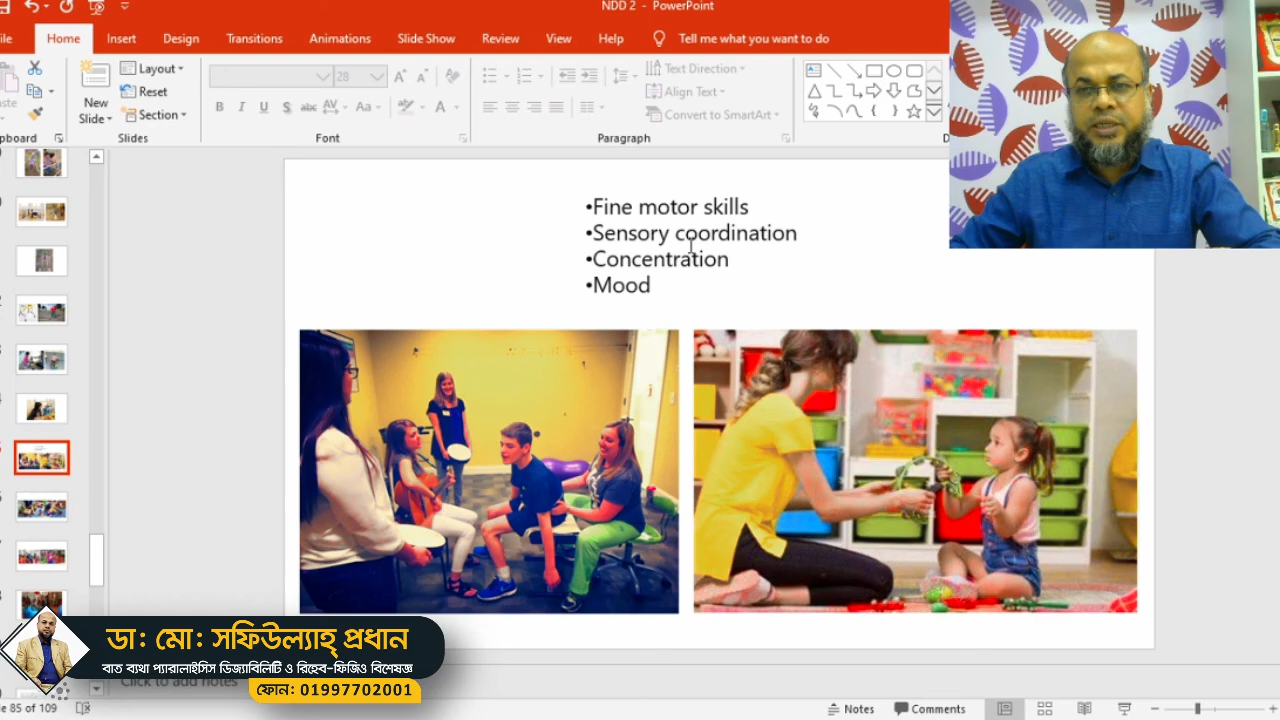 NDD 2 - PowerPoint
Home Insert Design Transitions Animations Slide Show Review View Help Tell me what you want to do
Layout
Reset
Section
New
Slide
28
Text Direction
Align Text
Convert to SmartArt
Slides
Font
Paragraph
•Fine motor skills
•Sensory coordination
•Concentration
•Mood
ডা: মো: সফিউল্যাহ্ প্রধান
বাত ব্যথা প্যারালাইসিস ডিজ্যাবিলিটি ও রিহেব-ফিজিও বিশেষজ্ঞ
ফোন: 01997702001
Click to add notes
85 of 109
Notes
Comments